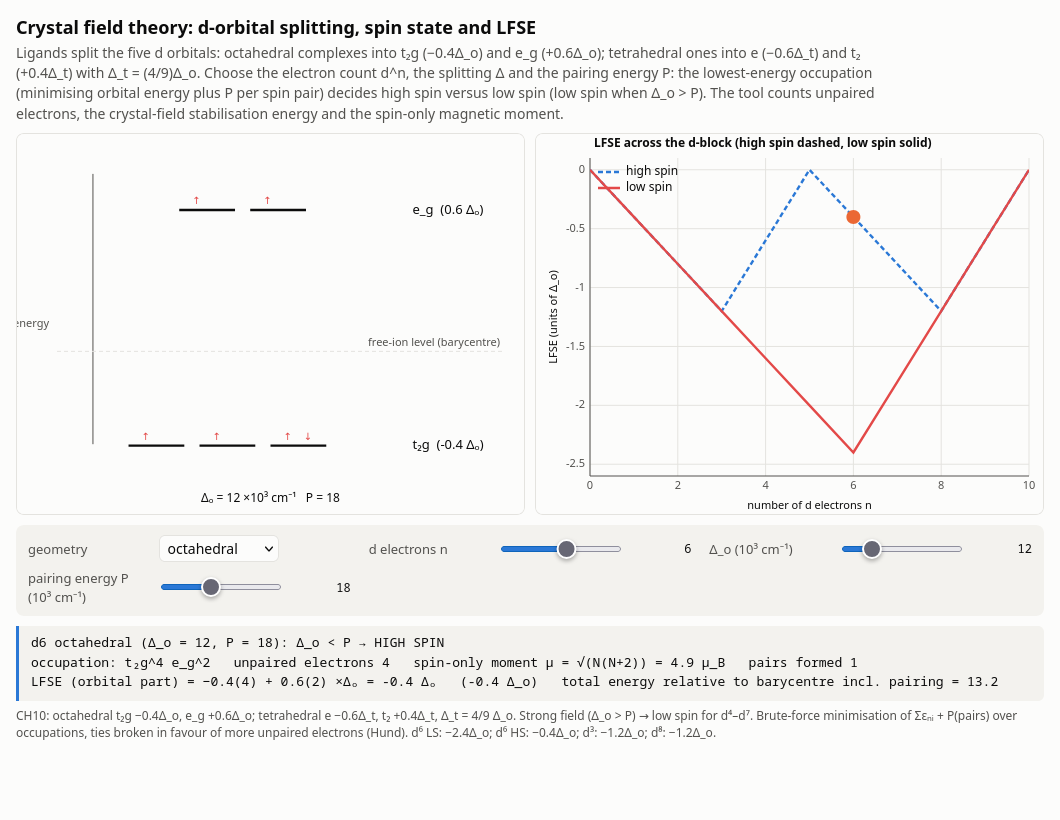 Crystal field theory: d-orbital splitting, spin state and LFSE
Ligands split the five d orbitals: octahedral complexes into t₂g (−0.4Δ_o) and e_g (+0.6Δ_o); tetrahedral ones into e (−0.6Δ_t) and t₂
(+0.4Δ_t) with Δ_t = (4/9)Δ_o. Choose the electron count d^n, the splitting Δ and the pairing energy P: the lowest-energy occupation
(minimising orbital energy plus P per spin pair) decides high spin versus low spin (low spin when Δ_o > P). The tool counts unpaired
electrons, the crystal-field stabilisation energy and the spin-only magnetic moment.
↑ ↑
e_g (0.6 Δₒ)
energy
free-ion level (barycentre)
↑ ↑ ↑ ↓
t₂g (-0.4 Δₒ)
Δₒ = 12 ×10³ cm⁻¹ P = 18
LFSE across the d-block (high spin dashed, low spin solid)
high spin
low spin
0
-0.5
-1
-1.5
-2
-2.5
LFSE (units of Δ_o)
0 2 4 6 8 10
number of d electrons n
geometry octahedral d electrons n 6 Δ_o (10³ cm⁻¹) 12
pairing energy P
(10³ cm⁻¹) 18
d6 octahedral (Δ_o = 12, P = 18): Δ_o < P → HIGH SPIN
occupation: t₂g^4 e_g^2 unpaired electrons 4 spin-only moment μ = √(N(N+2)) = 4.9 μ_B pairs formed 1
LFSE (orbital part) = −0.4(4) + 0.6(2) ×Δₒ = -0.4 Δₒ (-0.4 Δ_o) total energy relative to barycentre incl. pairing = 13.2
CH10: octahedral t₂g −0.4Δ_o, e_g +0.6Δ_o; tetrahedral e −0.6Δ_t, t₂ +0.4Δ_t, Δ_t = 4/9 Δ_o. Strong field (Δ_o > P) → low spin for d⁴–d⁷. Brute-force minimisation of Σεₙᵢ + P(pairs) over
occupations, ties broken in favour of more unpaired electrons (Hund). d⁶ LS: −2.4Δ_o; d⁶ HS: −0.4Δ_o; d³: −1.2Δ_o; d⁸: −1.2Δ_o.